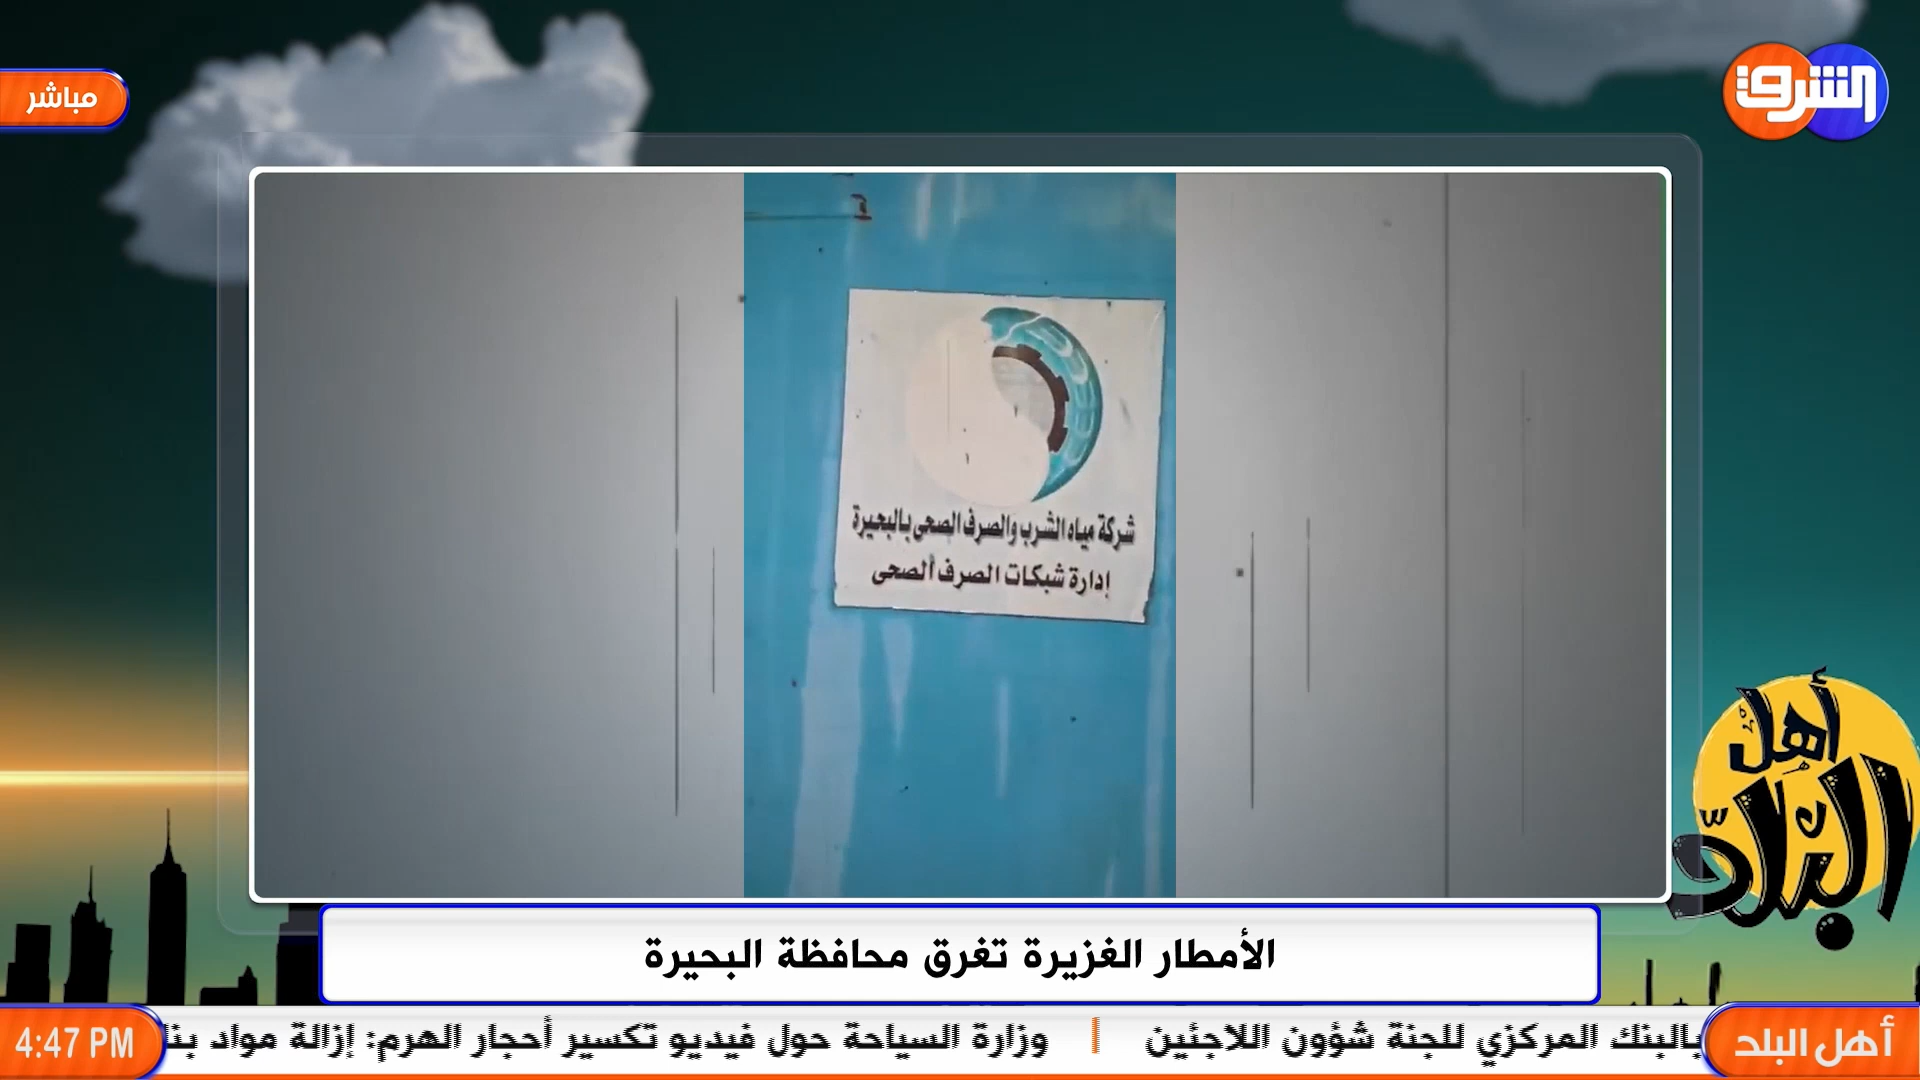 مباشر
الشرق
شركة مياه الشرب والصرف الصحى بالبحيرة
إدارة شبكات الصرف الصحى
أهل
البلد
الأمطار الغزيرة تغرق محافظة البحيرة
أهل البلد
بالبنك المركزي للجنة شؤون اللاجئين | وزارة السياحة حول فيديو تكسير أحجار الهرم: إزالة مواد
4:47 PM